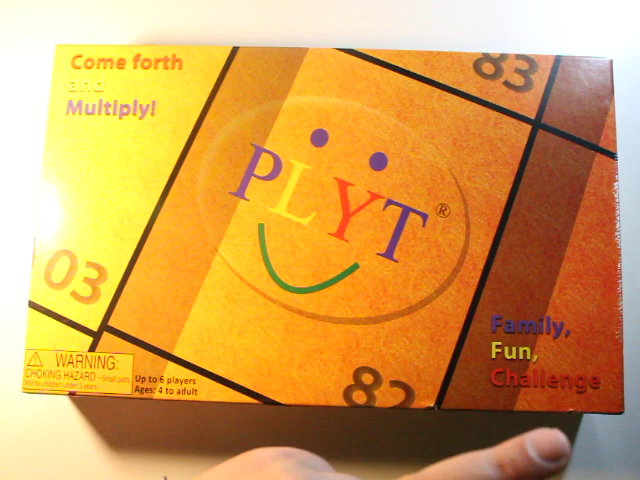 Come forth
and
Multiply!
83
PLYT®
03
Family,
Fun,
Challenge
WARNING:
CHOKING HAZARD - Small parts.
Not for children under 3 years.
Up to 6 players
Ages: 4 to adult
82